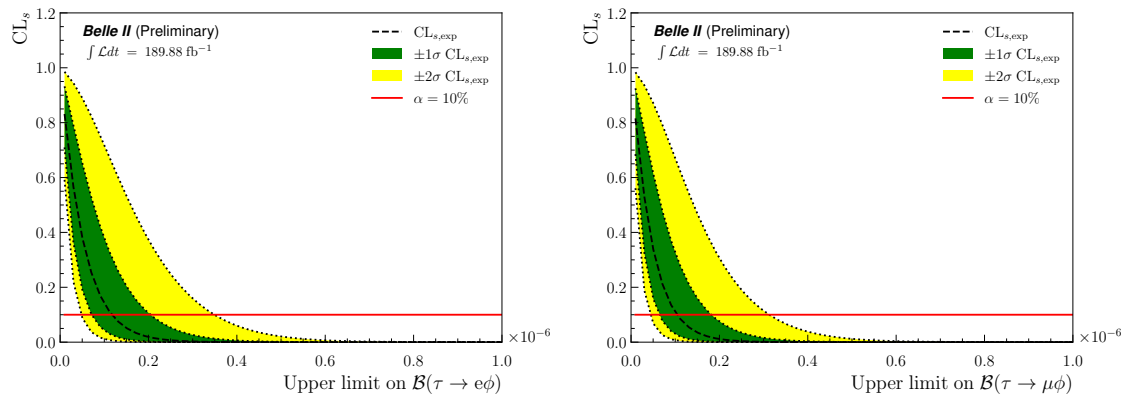 CLₛ
1.2
1.0
0.8
0.6
0.4
0.2
0.0
Belle II (Preliminary)
∫ ℒdt = 189.88 fb⁻¹
CLₛ,exp
±1σ CLₛ,exp
±2σ CLₛ,exp
α = 10%
0.0 0.2 0.4 0.6 0.8 1.0
×10⁻⁶
Upper limit on ℬ(τ → eϕ)
CLₛ
1.2
1.0
0.8
0.6
0.4
0.2
0.0
Belle II (Preliminary)
∫ ℒdt = 189.88 fb⁻¹
CLₛ,exp
±1σ CLₛ,exp
±2σ CLₛ,exp
α = 10%
0.0 0.2 0.4 0.6 0.8 1.0
×10⁻⁶
Upper limit on ℬ(τ → μϕ)